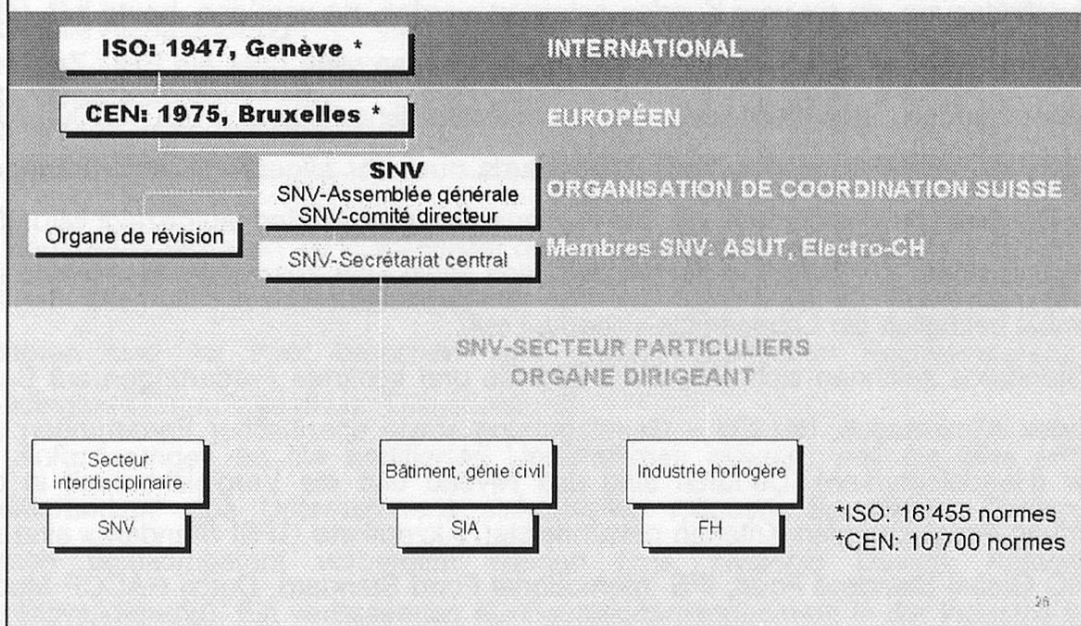 ISO: 1947, Genève *
INTERNATIONAL
CEN: 1975, Bruxelles *
EUROPÉEN
SNV
SNV-Assemblée générale
SNV-comité directeur
ORGANISATION DE COORDINATION SUISSE
Organe de révision
SNV-Secrétariat central
Membres SNV: ASUT, Electro-CH
SNV-SECTEUR PARTICULIERS
ORGANE DIRIGEANT
Secteur
interdisciplinaire
SNV
Bâtiment, génie civil
SIA
Industrie horlogère
FH
*ISO: 16'455 normes
*CEN: 10'700 normes
26